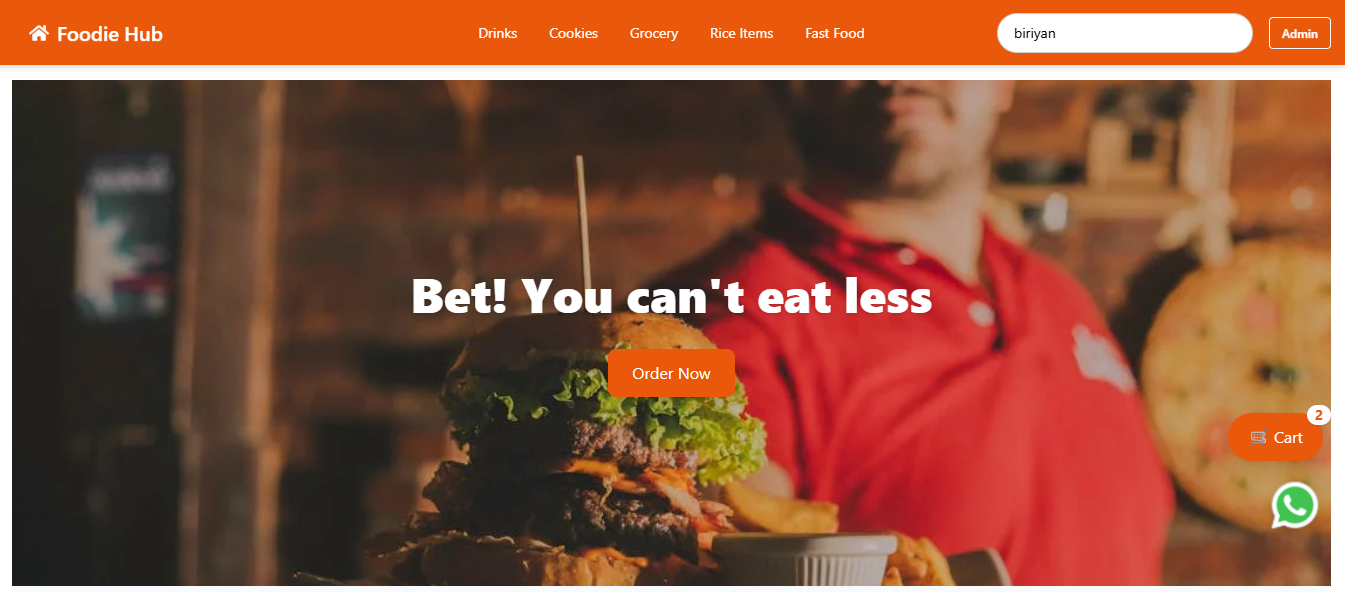 Foodie Hub
Drinks Cookies Grocery Rice Items Fast Food
biriyan
Admin
Bet! You can't eat less
Order Now
2
Cart